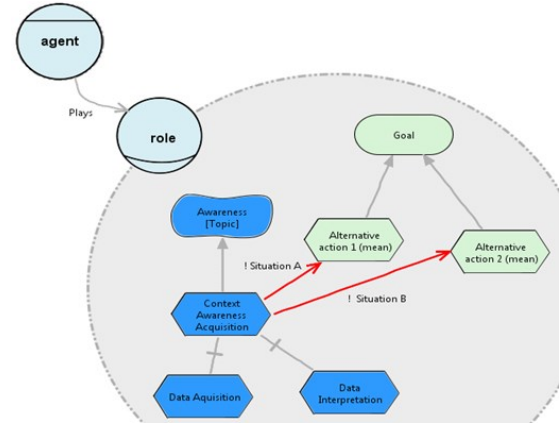 agent
Plays
role
Goal
Awareness
[Topic]
Alternative
action 1 (mean)
Alternative
action 2 (mean)
! Situation A
! Situation B
Context
Awareness
Acquisition
Data Aquisition
Data
Interpretation